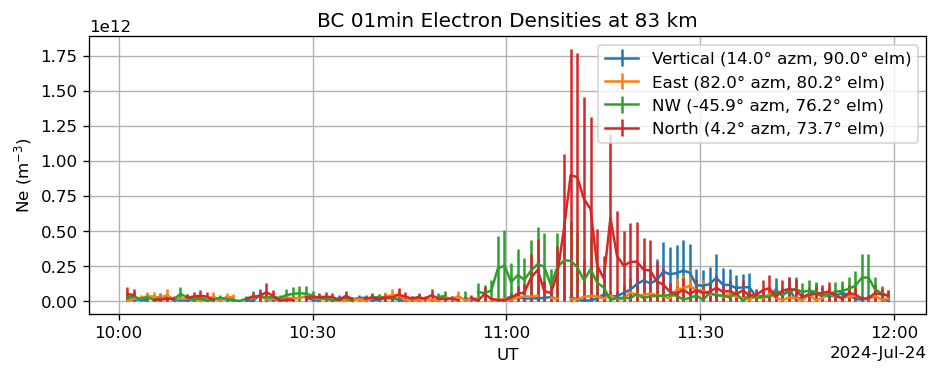 BC 01min Electron Densities at 83 km
1e12
Vertical (14.0° azm, 90.0° elm)
East (82.0° azm, 80.2° elm)
NW (-45.9° azm, 76.2° elm)
North (4.2° azm, 73.7° elm)
1.75
1.50
1.25
1.00
0.75
0.50
0.25
0.00
Ne (m⁻³)
10:00 10:30 11:00 11:30 12:00
UT
2024-Jul-24